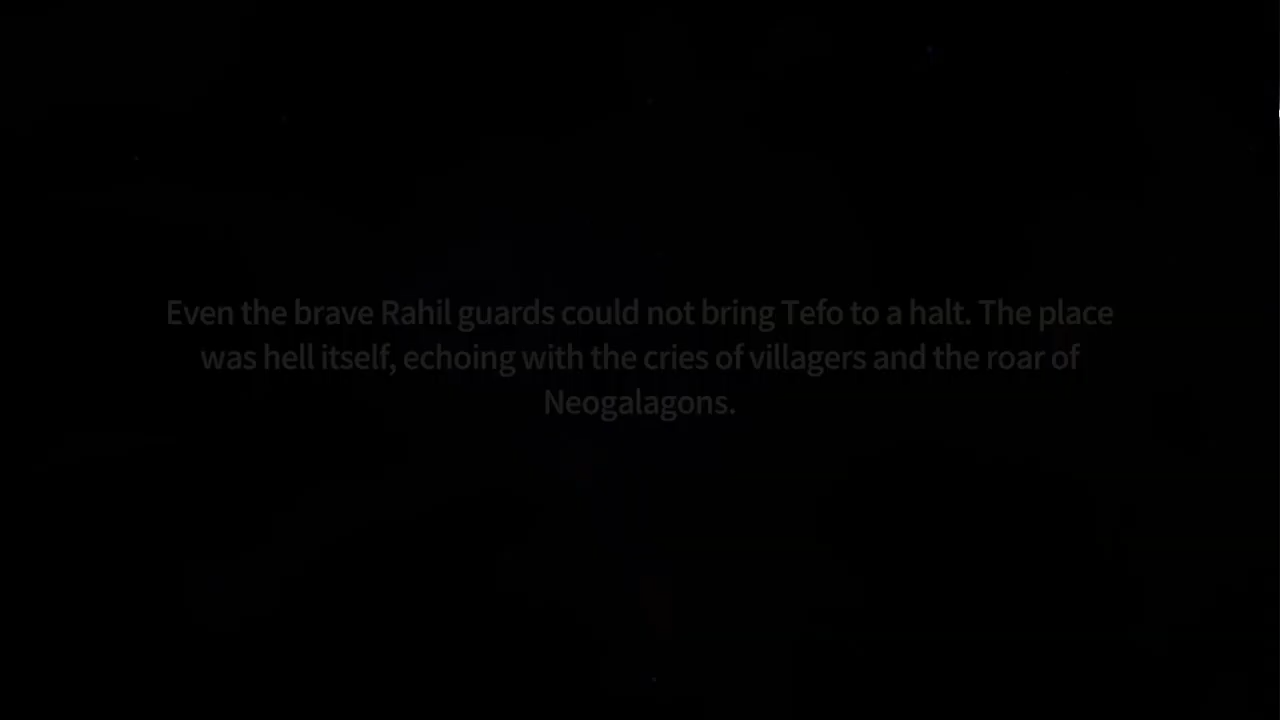 Even the brave Rahil guards could not bring Tefo to a halt. The place
was hell itself, echoing with the cries of villagers and the roar of
Neogalagons.